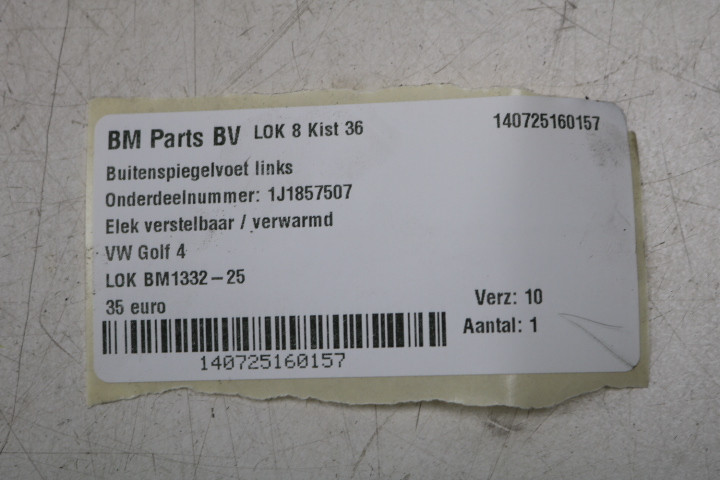 BM Parts BV LOK 8 Kist 36 140725160157
Buitenspiegelvoet links
Onderdeelnummer: 1J1857507
Elek verstelbaar / verwarmd
VW Golf 4
LOK BM1332-25
35 euro
Verz: 10
Aantal: 1
140725160157